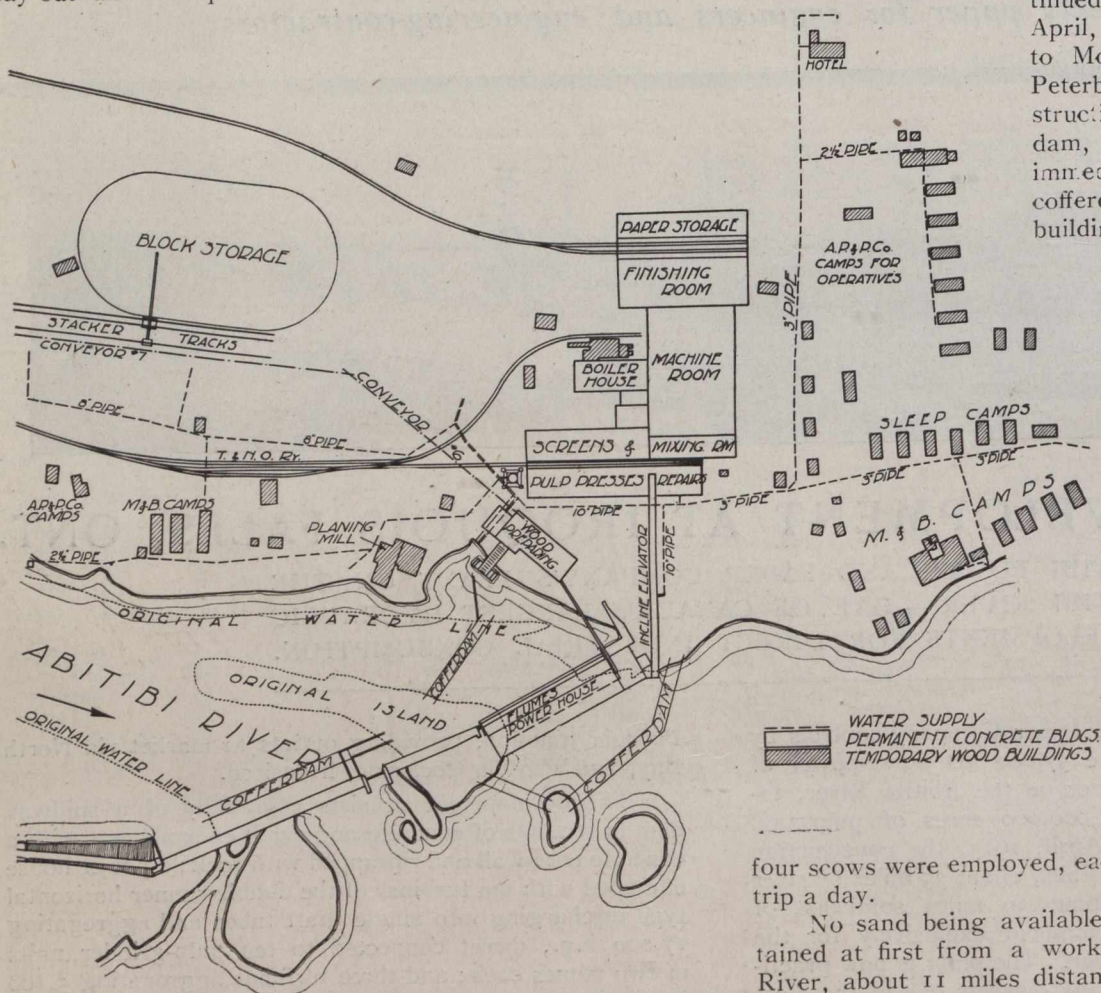 tinued
April,
to Mo
Peterb
struct
dam,
immed
coffere
buildin
HOTEL
2½" PIPE
PAPER STORAGE
FINISHING
ROOM
A.P.&P.Co.
CAMPS FOR
OPERATIVES
3" PIPE
BLOCK STORAGE
STACKER TRACKS
CONVEYOR #7
CONVEYOR #6
BOILER
HOUSE
MACHINE
ROOM
SLEEP CAMPS
8" PIPE
8" PIPE
T. & N.O. Ry.
SCREENS &
MIXING RM
PULP PRESSES
REPAIRS
10" PIPE
3" PIPE
3" PIPE
3" PIPE
A.P.&P.Co.
CAMPS
M&B CAMPS
PLANING
MILL
WOOD
PREPARING
10" PIPE
INCLINE ELEVATOR
M. & B. CAMPS
2½" PIPE
ORIGINAL WATER LINE
COFFERDAM
ABITIBI RIVER
ORIGINAL
ISLAND
FLUMES
POWER HOUSE
COFFERDAM
ORIGINAL WATER LINE
COFFERDAM
WATER SUPPLY
PERMANENT CONCRETE BLDGS.
TEMPORARY WOOD BUILDINGS
four scows were employed, ea
trip a day.
No sand being available
tained at first from a work
River, about 11 miles distan